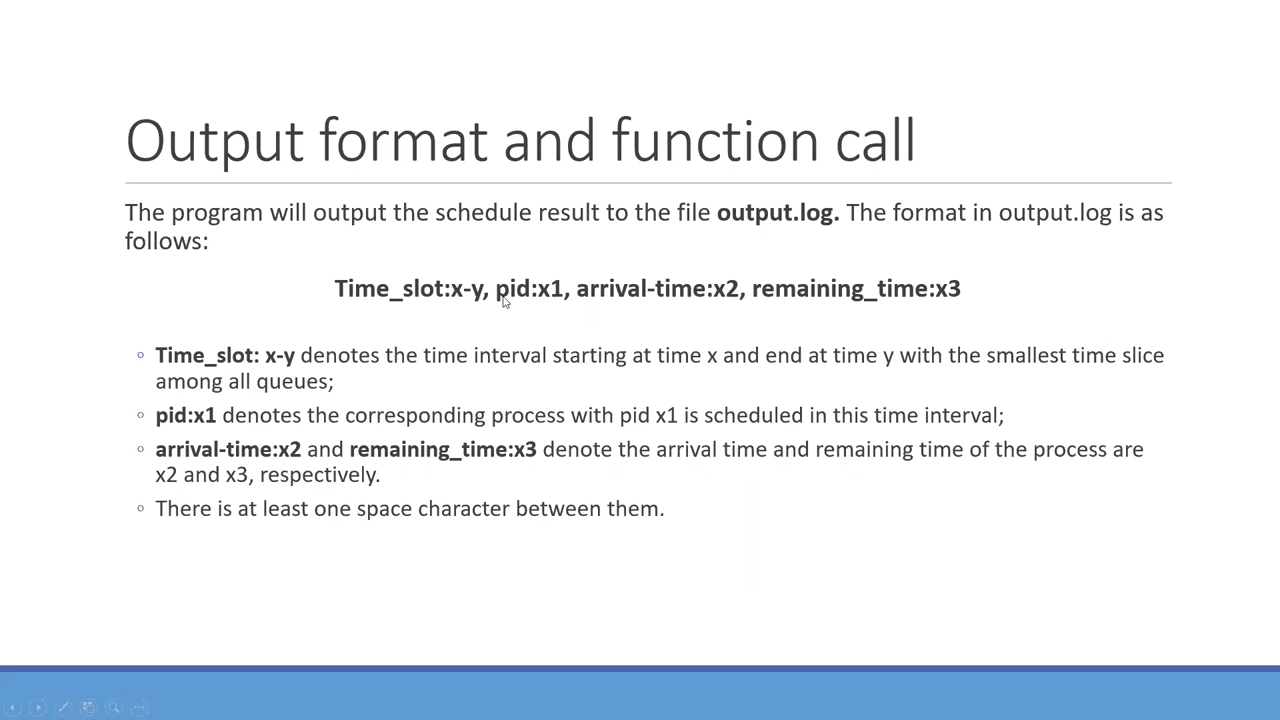 Output format and function call
The program will output the schedule result to the file output.log. The format in output.log is as
follows:
Time_slot:x-y, pid:x1, arrival-time:x2, remaining_time:x3
◦ Time_slot: x-y denotes the time interval starting at time x and end at time y with the smallest time slice
among all queues;
◦ pid:x1 denotes the corresponding process with pid x1 is scheduled in this time interval;
◦ arrival-time:x2 and remaining_time:x3 denote the arrival time and remaining time of the process are
x2 and x3, respectively.
◦ There is at least one space character between them.